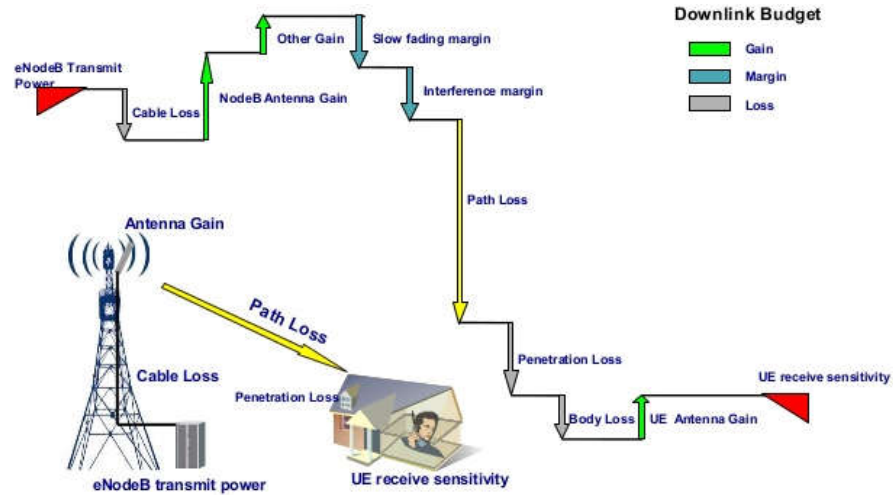 Downlink Budget
Gain
Margin
Loss
eNodeB Transmit
Power
Cable Loss
NodeB Antenna Gain
Other Gain
Slow fading margin
Interference margin
Path Loss
Penetration Loss
Body Loss
UE Antenna Gain
UE receive sensitivity
Antenna Gain
Path Loss
Cable Loss
Penetration Loss
eNodeB transmit power
UE receive sensitivity